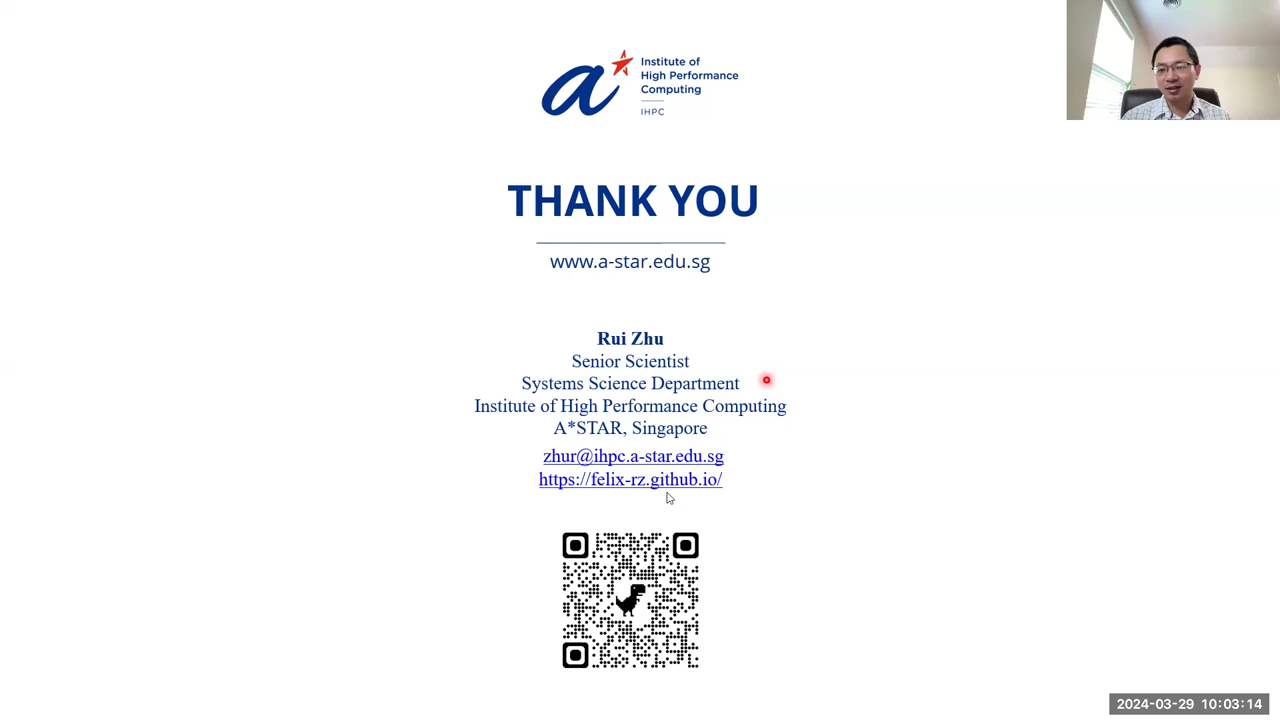 a
Institute of
High Performance
Computing
IHPC
THANK YOU
www.a-star.edu.sg
Rui Zhu
Senior Scientist
Systems Science Department
Institute of High Performance Computing
A*STAR, Singapore
zhur@ihpc.a-star.edu.sg
https://felix-rz.github.io/
2024-03-29 10:03:14